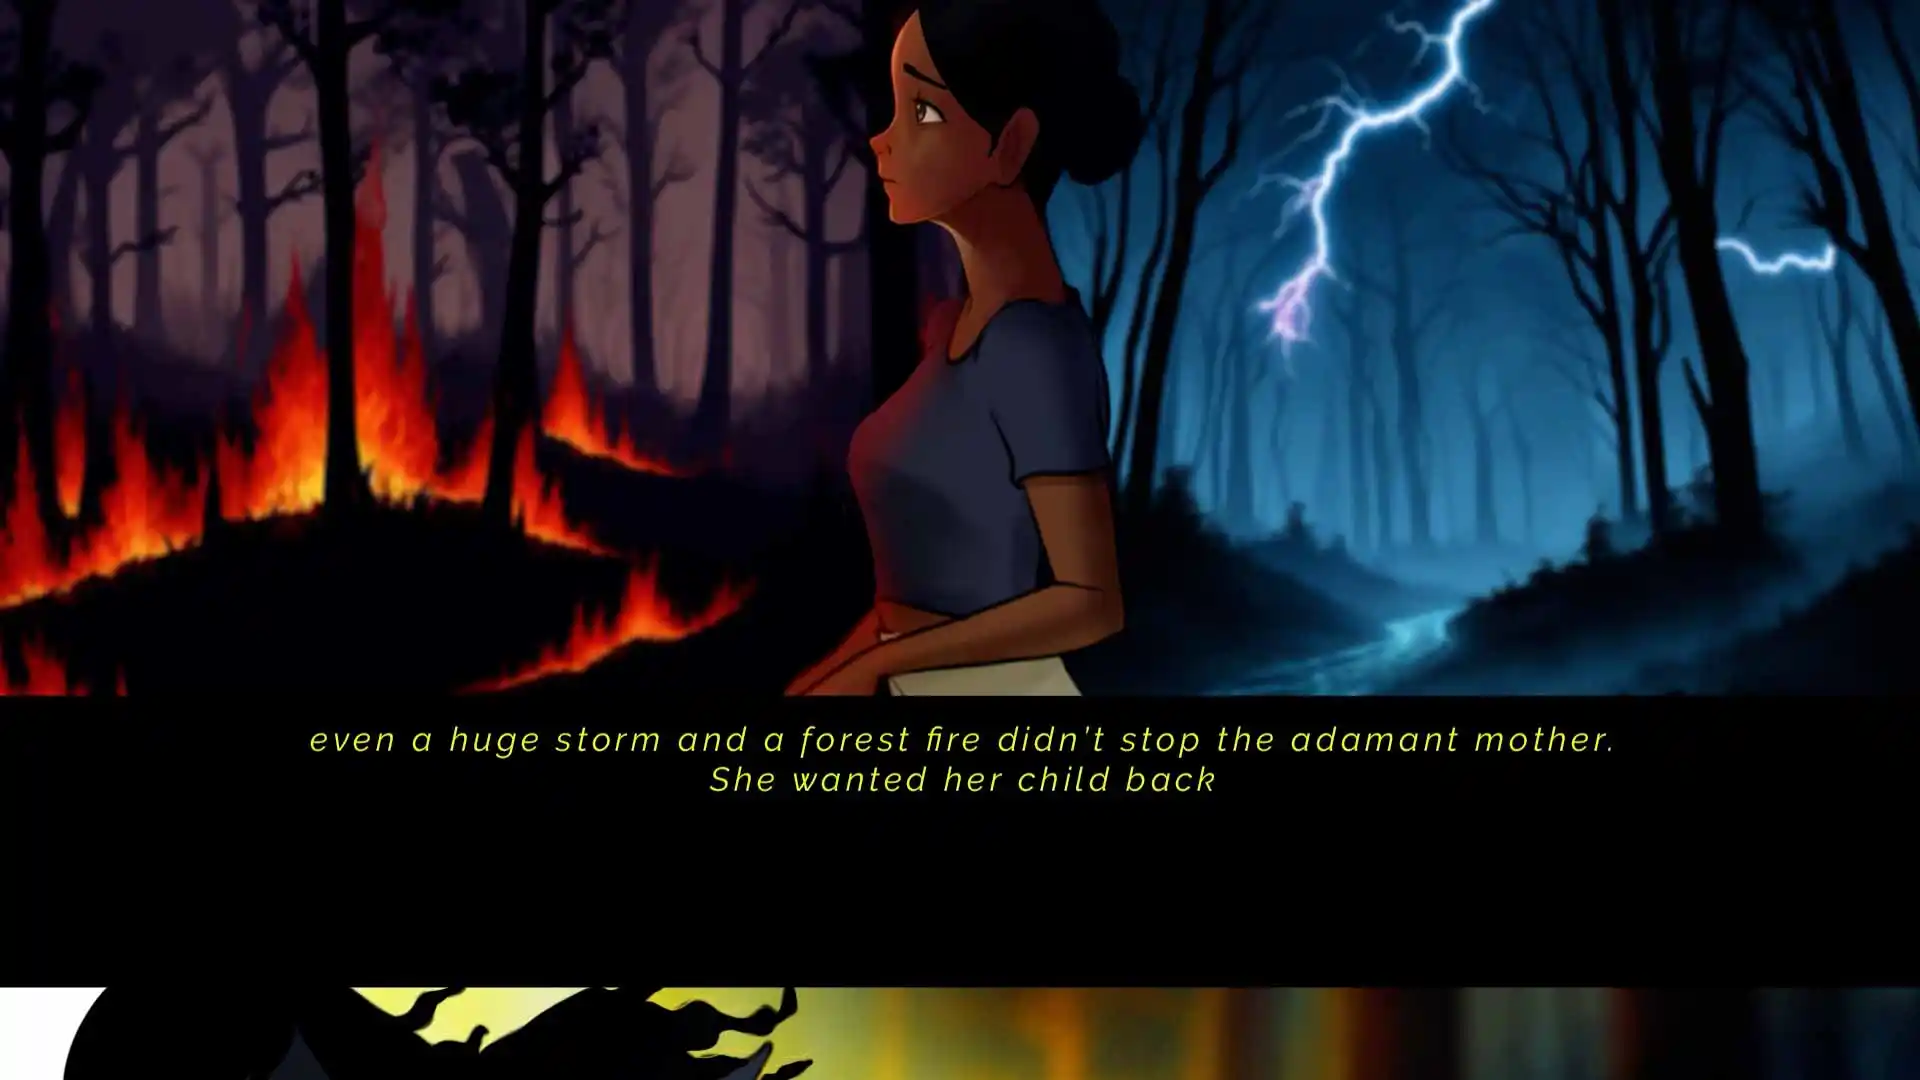 even a huge storm and a forest fire didn't stop the adamant mother.
She wanted her child back